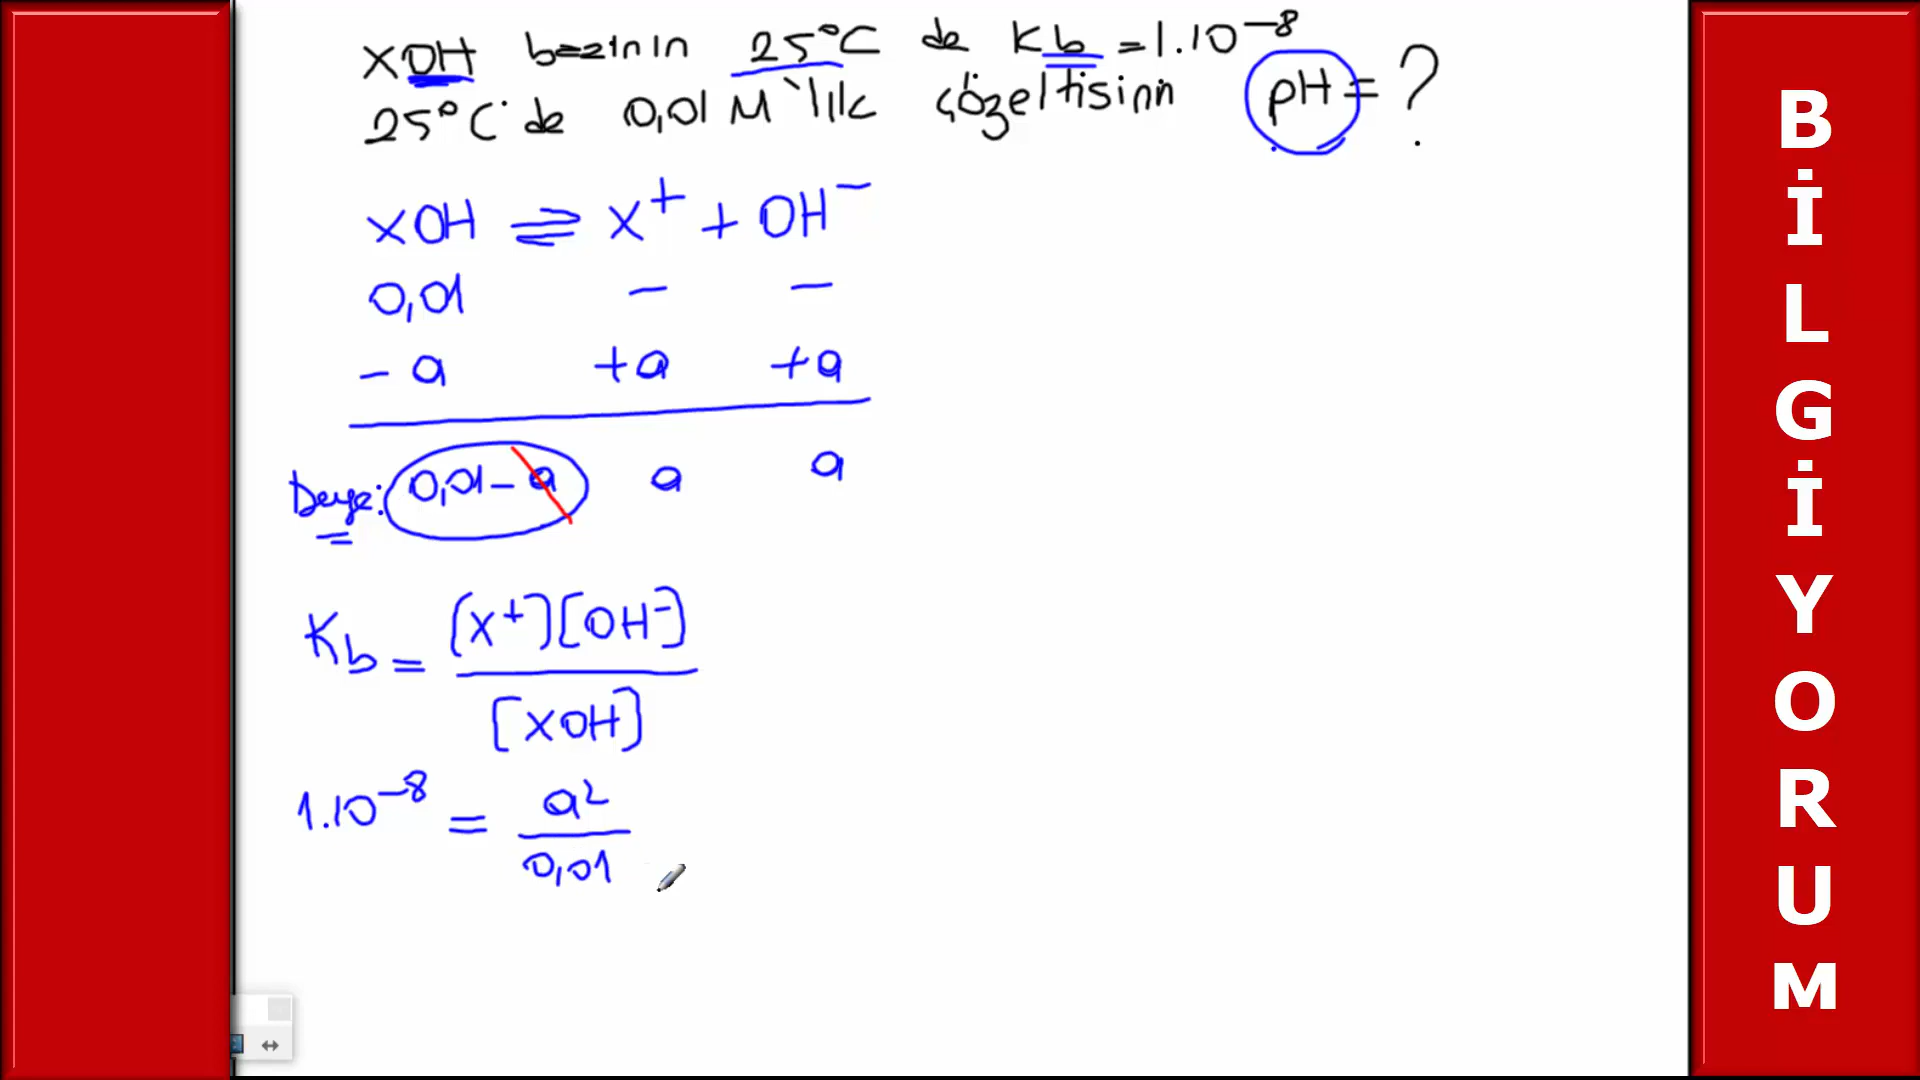 XOH bazının 25°C de Kb = 1.10⁻⁸
25°C de 0,01 M'lık çözeltisinin pH = ?
XOH ⇌ X⁺ + OH⁻
0,01 – –
– a +a +a
Denge: 0,01 – a a a
Kb = [X⁺][OH⁻] / [XOH]
1.10⁻⁸ = a² / 0,01
BİLGİYORUM